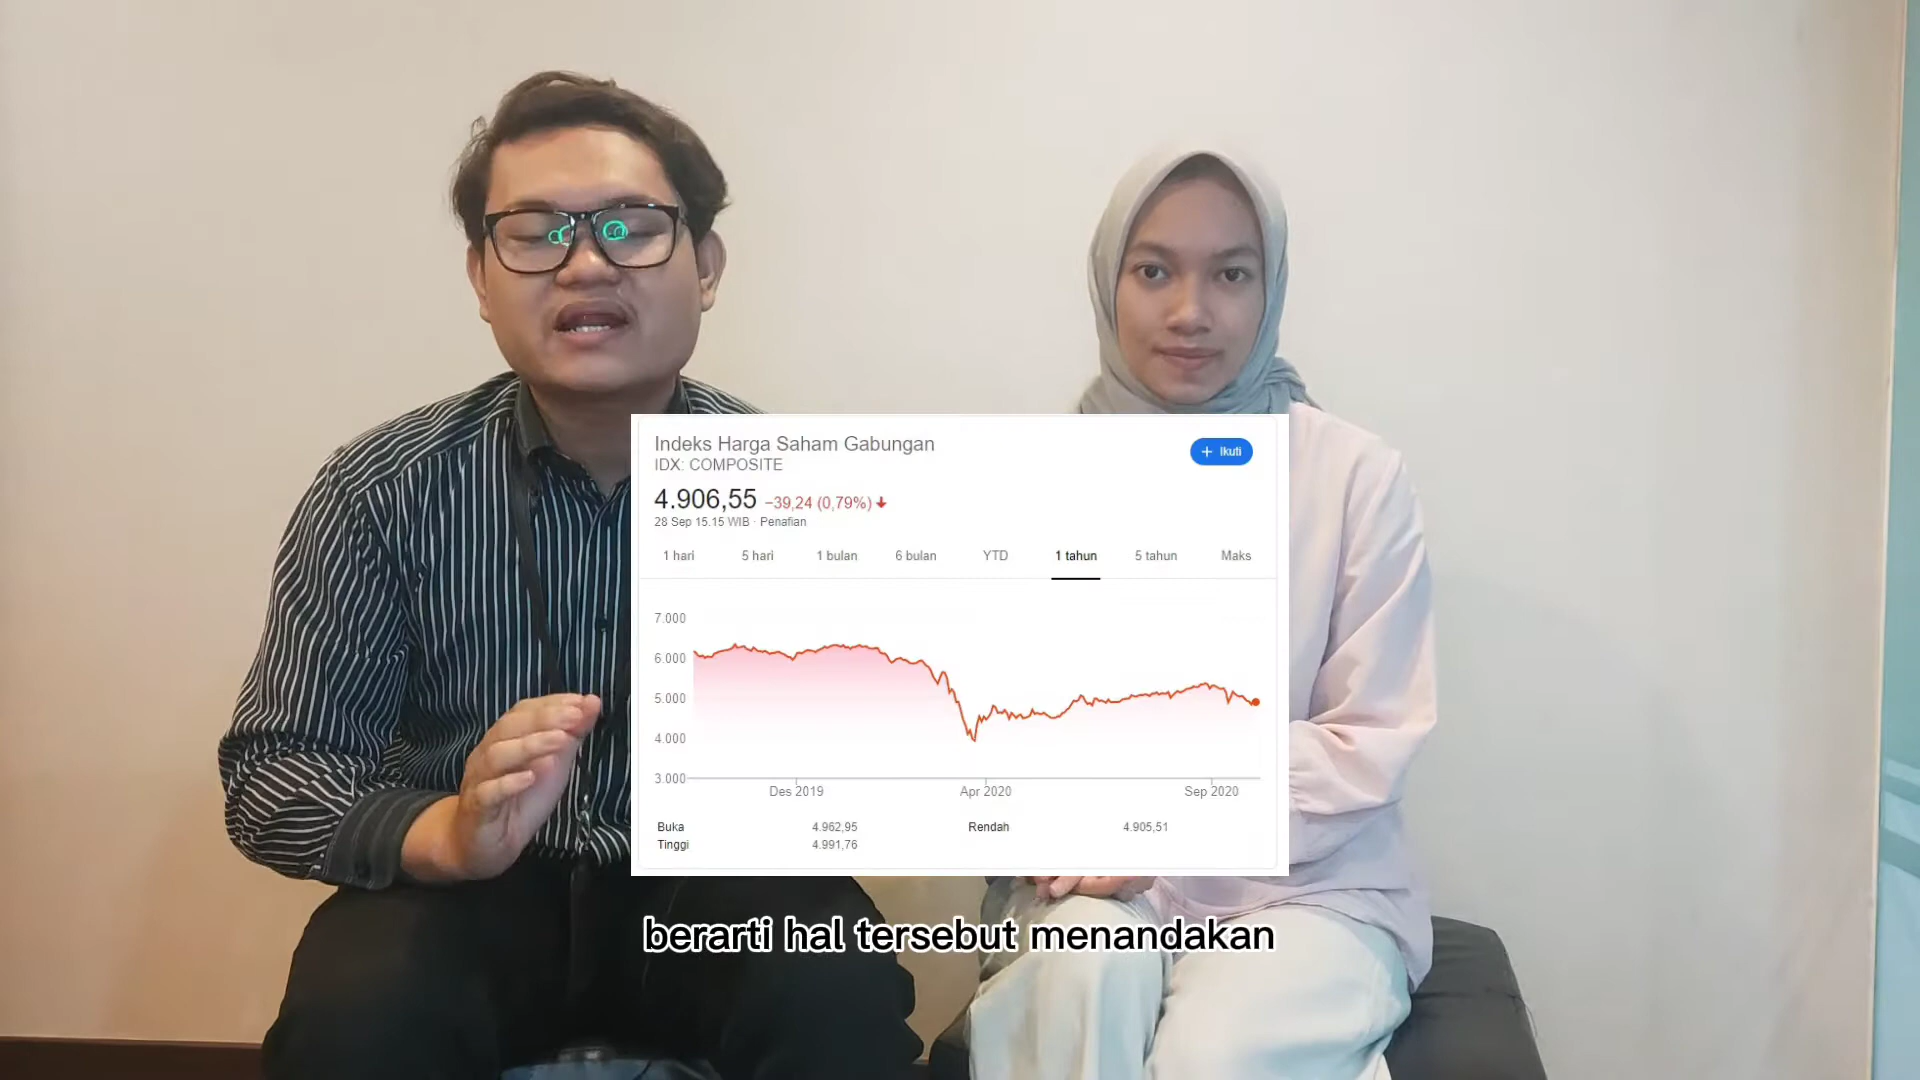 Indeks Harga Saham Gabungan
IDX: COMPOSITE
+ Ikuti
4.906,55 −39,24 (0,79%)
28 Sep 15.15 WIB · Penafian
1 hari 5 hari 1 bulan 6 bulan YTD 1 tahun 5 tahun Maks
7.000
6.000
5.000
4.000
3.000
Des 2019 Apr 2020 Sep 2020
Buka 4.962,95 Rendah 4.905,51
Tinggi 4.991,76
berarti hal tersebut menandakan